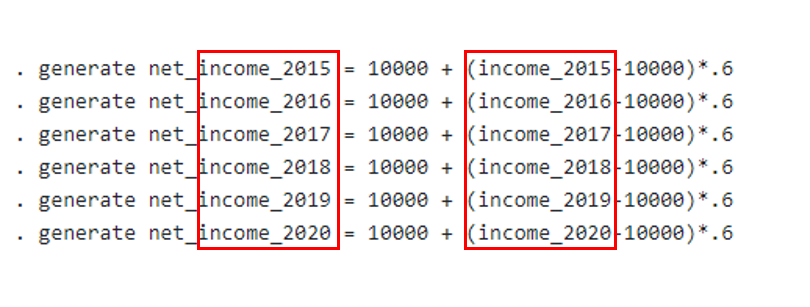 . generate net_income_2015 = 10000 + (income_2015-10000)*.6
. generate net_income_2016 = 10000 + (income_2016-10000)*.6
. generate net_income_2017 = 10000 + (income_2017-10000)*.6
. generate net_income_2018 = 10000 + (income_2018-10000)*.6
. generate net_income_2019 = 10000 + (income_2019-10000)*.6
. generate net_income_2020 = 10000 + (income_2020-10000)*.6